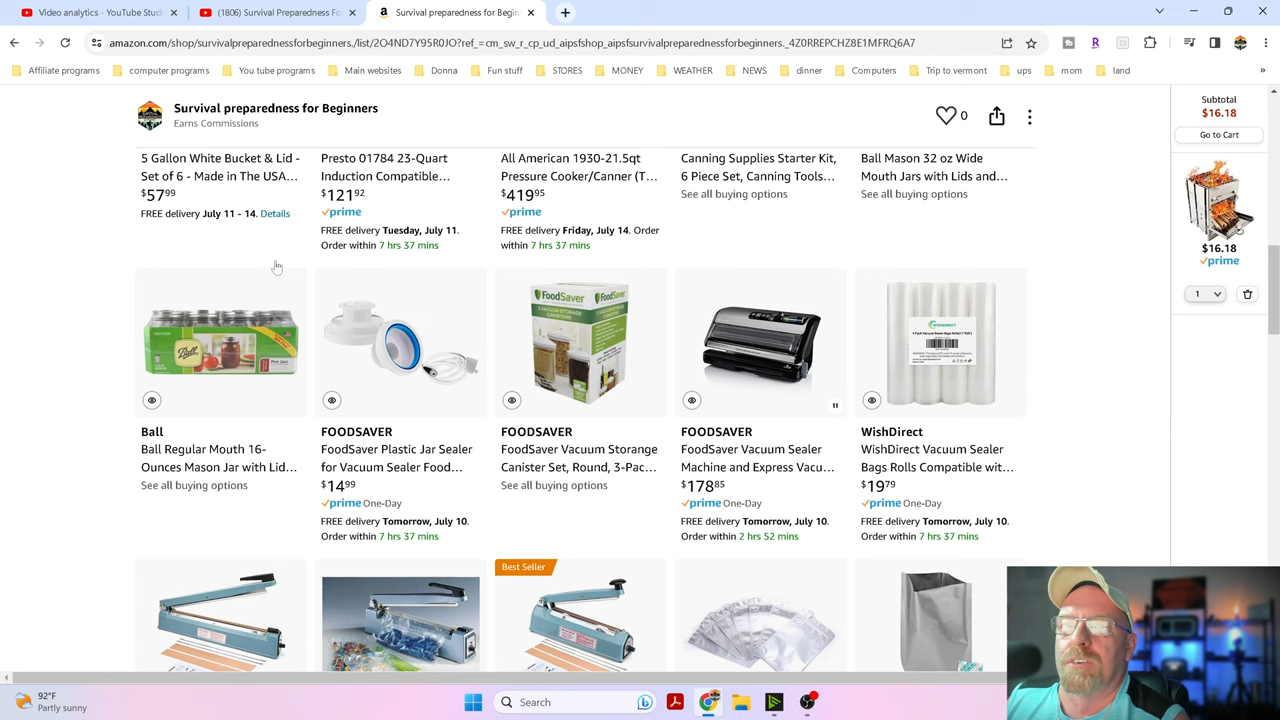 Video analytics - YouTube Studi
(1806) Survival Preparedness For
Survival preparedness for Begin
amazon.com/shop/survivalpreparednessforbeginners./list/2O4ND7Y95R0JO?ref_=cm_sw_r_cp_ud_aipsfshop_aipsfsurvivalpreparednessforbeginners._4Z0RREPCHZ8E1MFRQ6A7
Affiliate programs
computer programs
You tube programs
Main websites
Donna
Fun stuff
STORES
MONEY
WEATHER
NEWS
dinner
Computers
Trip to vermont
ups
mom
land
Survival preparedness for Beginners
Earns Commissions
0
Subtotal
$16.18
Go to Cart
$16.18
prime
1
5 Gallon White Bucket & Lid -
Set of 6 - Made in The USA...
$57 99
FREE delivery July 11 - 14. Details
Presto 01784 23-Quart
Induction Compatible...
$121 92
prime
FREE delivery Tuesday, July 11.
Order within 7 hrs 37 mins
All American 1930-21.5qt
Pressure Cooker/Canner (T...
$419 95
prime
FREE delivery Friday, July 14. Order
within 7 hrs 37 mins
Canning Supplies Starter Kit,
6 Piece Set, Canning Tools...
See all buying options
Ball Mason 32 oz Wide
Mouth Jars with Lids and...
See all buying options
Ball
FoodSaver
WISHDIRECT
Ball
Ball Regular Mouth 16-
Ounces Mason Jar with Lid...
See all buying options
FOODSAVER
FoodSaver Plastic Jar Sealer
for Vacuum Sealer Food...
$14 99
prime One-Day
FREE delivery Tomorrow, July 10.
Order within 7 hrs 37 mins
FOODSAVER
FoodSaver Vacuum Storange
Canister Set, Round, 3-Pac...
See all buying options
FOODSAVER
FoodSaver Vacuum Sealer
Machine and Express Vacu...
$178 85
prime One-Day
FREE delivery Tomorrow, July 10.
Order within 2 hrs 52 mins
WishDirect
WishDirect Vacuum Sealer
Bags Rolls Compatible wit...
$19 79
prime One-Day
FREE delivery Tomorrow, July 10.
Order within 7 hrs 37 mins
Best Seller
92°F
Partly sunny
Search